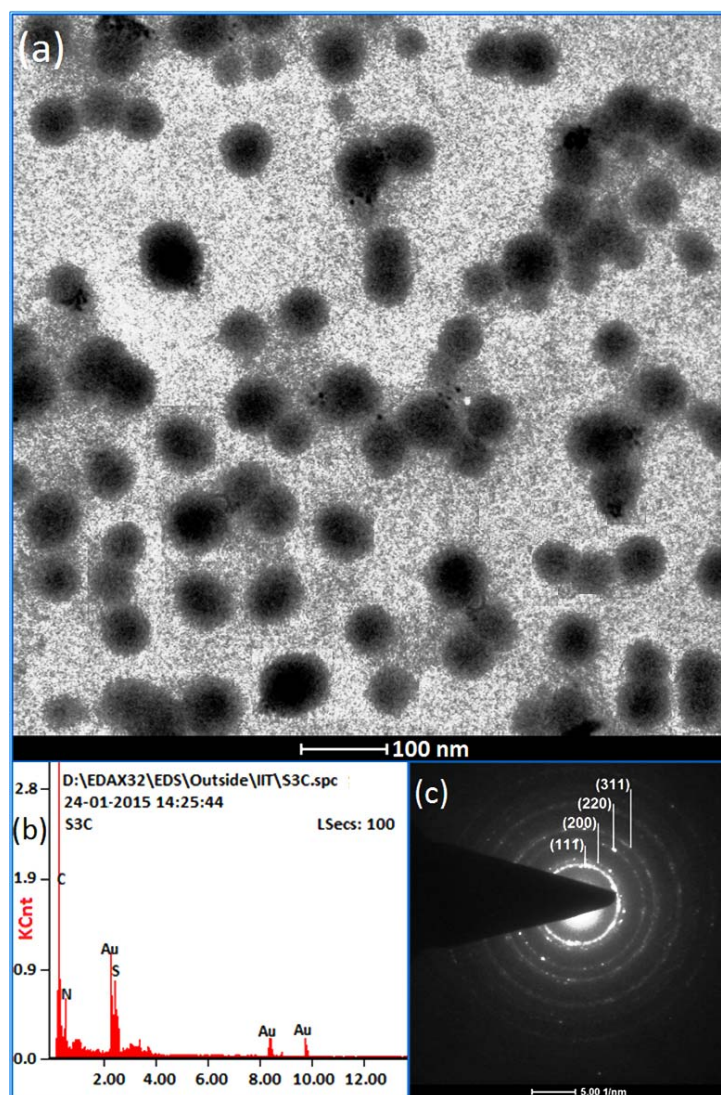 (a)
100 nm
(b)
D:\EDAX32\EDS\Outside\IIT\S3C.spc
24-01-2015 14:25:44
S3C
LSecs: 100
KCnt
2.8
1.9
0.9
0.0
C
N
Au
S
Au
Au
2.00 4.00 6.00 8.00 10.00 12.00
(c)
(311)
(220)
(200)
(111)
5.00 1/nm